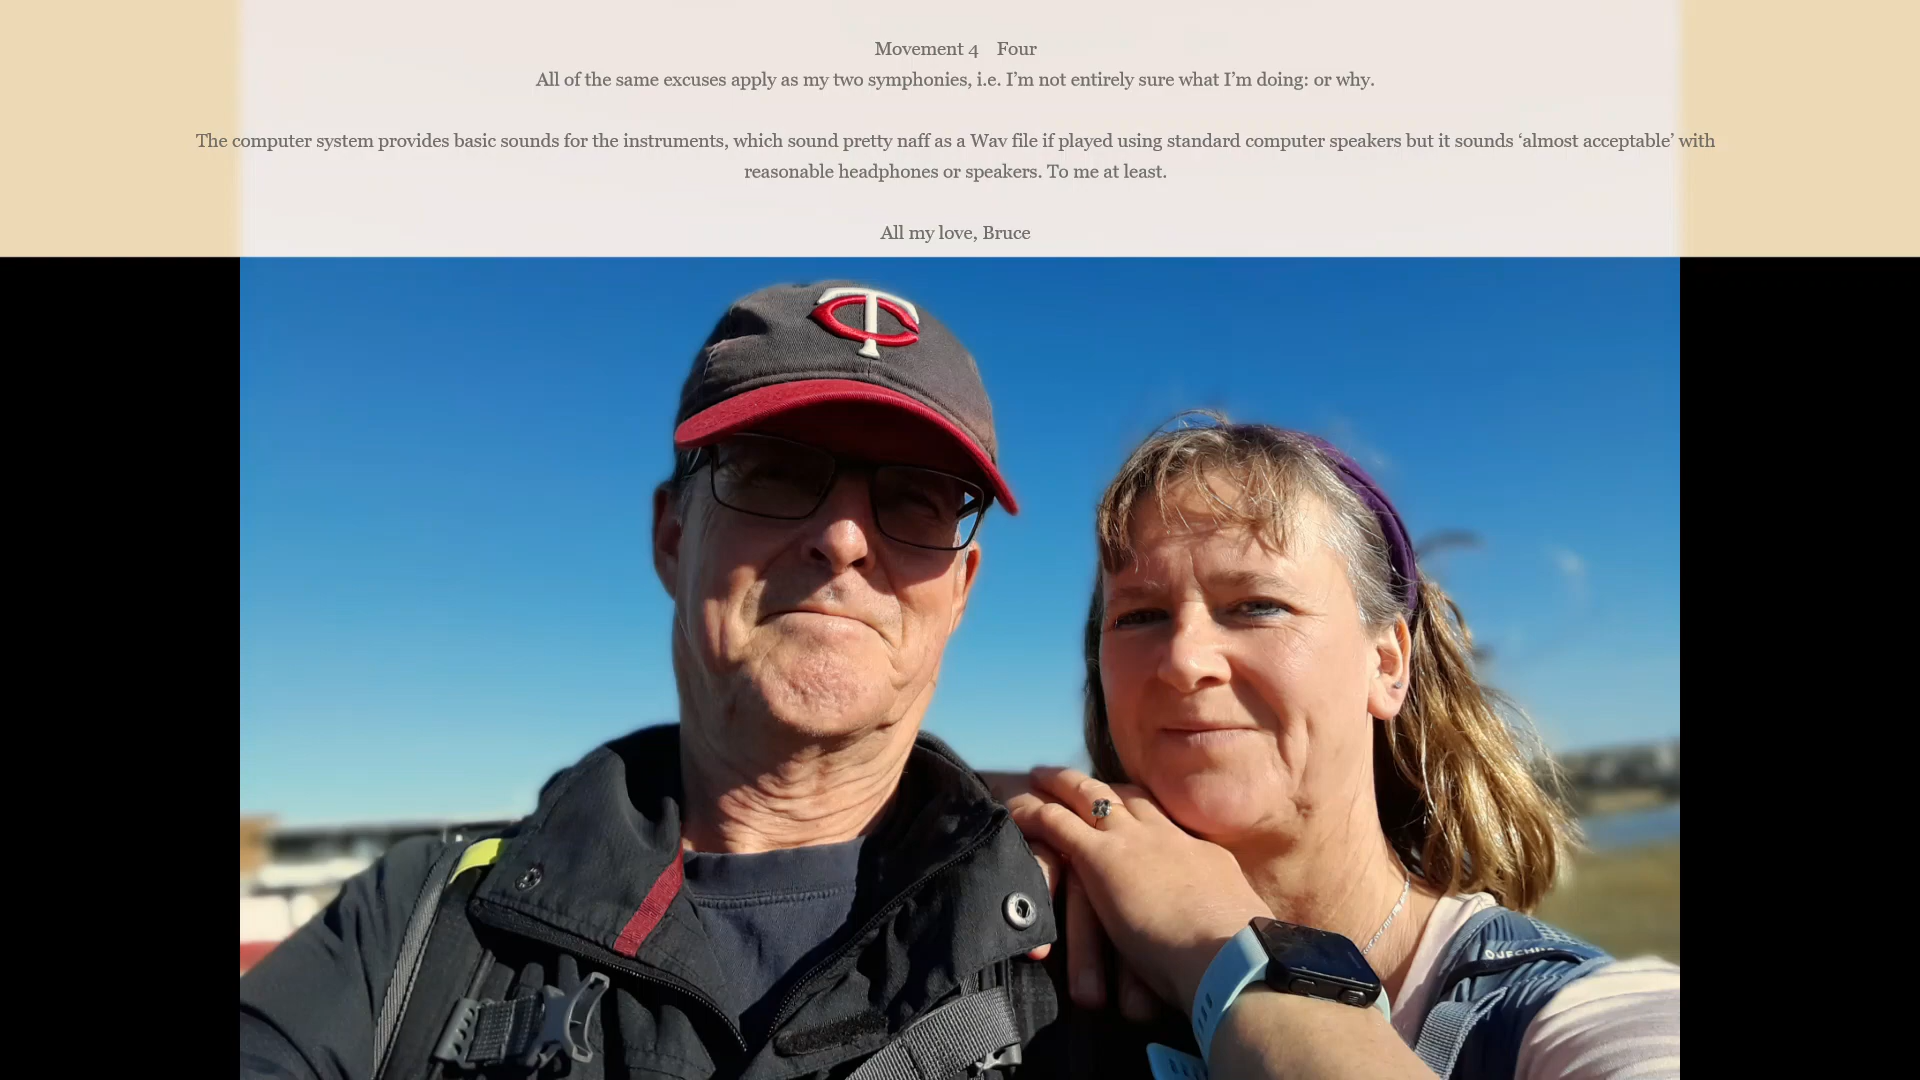 Movement 4 Four
All of the same excuses apply as my two symphonies, i.e. I’m not entirely sure what I’m doing: or why.
The computer system provides basic sounds for the instruments, which sound pretty naff as a Wav file if played using standard computer speakers but it sounds ‘almost acceptable’ with
reasonable headphones or speakers. To me at least.
All my love, Bruce
TC